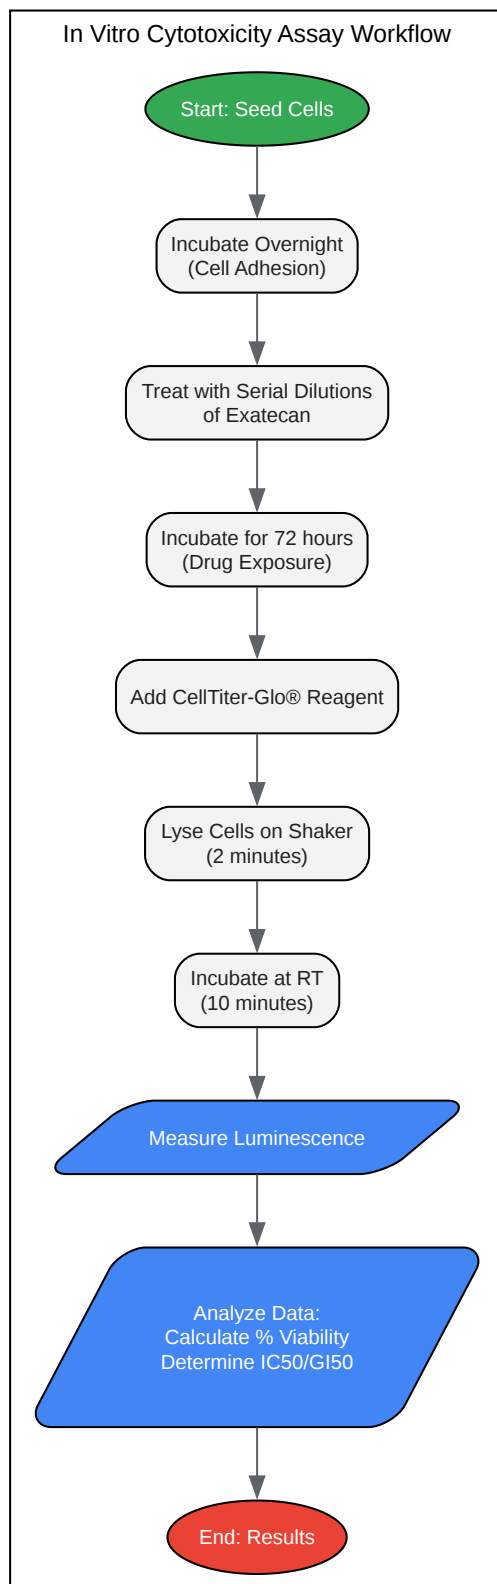 In Vitro Cytotoxicity Assay Workflow
Start: Seed Cells
Incubate Overnight
(Cell Adhesion)
Treat with Serial Dilutions
of Exatecan
Incubate for 72 hours
(Drug Exposure)
Add CellTiter-Glo® Reagent
Lyse Cells on Shaker
(2 minutes)
Incubate at RT
(10 minutes)
Measure Luminescence
Analyze Data:
Calculate % Viability
Determine IC50/GI50
End: Results